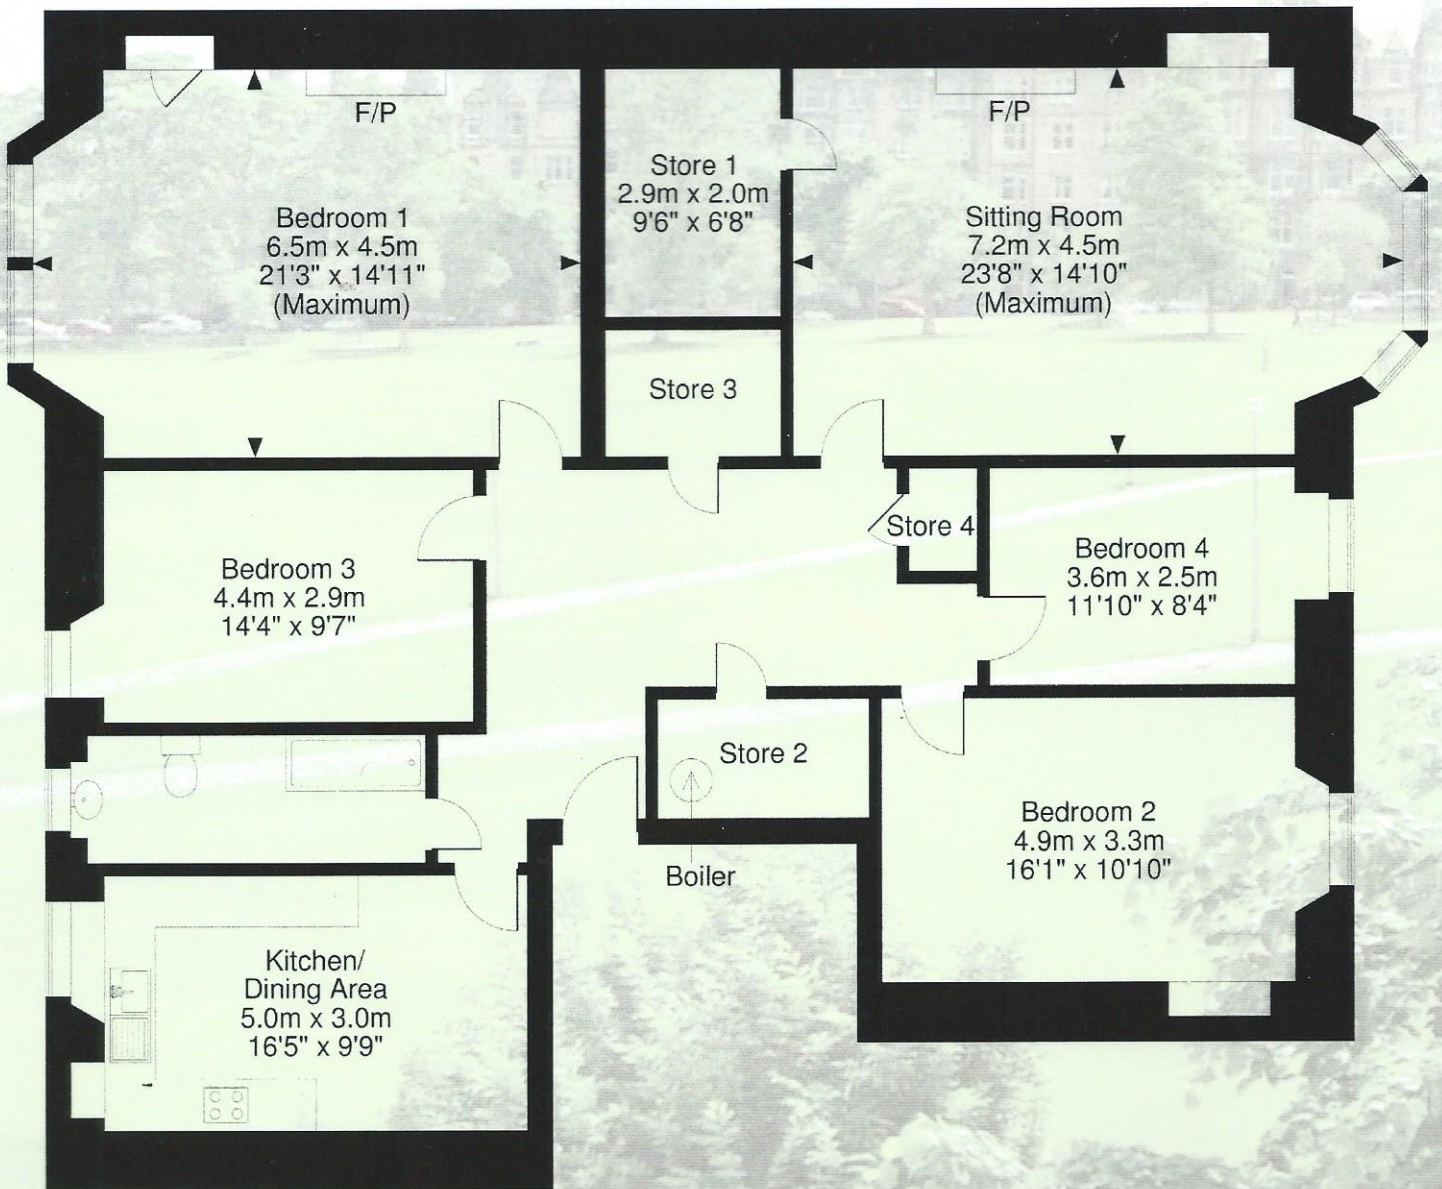 F/P
Bedroom 1
6.5m x 4.5m
21'3" x 14'11"
(Maximum)
Store 1
2.9m x 2.0m
9'6" x 6'8"
F/P
Sitting Room
7.2m x 4.5m
23'8" x 14'10"
(Maximum)
Store 3
Bedroom 3
4.4m x 2.9m
14'4" x 9'7"
Store 4
Bedroom 4
3.6m x 2.5m
11'10" x 8'4"
Store 2
Boiler
Bedroom 2
4.9m x 3.3m
16'1" x 10'10"
Kitchen/
Dining Area
5.0m x 3.0m
16'5" x 9'9"